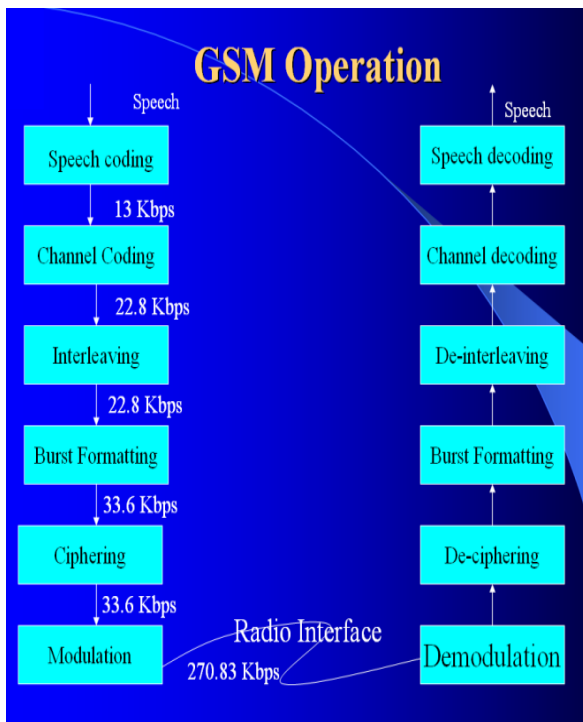 GSM Operation
Speech
Speech coding
13 Kbps
Channel Coding
22.8 Kbps
Interleaving
22.8 Kbps
Burst Formatting
33.6 Kbps
Ciphering
33.6 Kbps
Modulation
Radio Interface
270.83 Kbps
Speech
Speech decoding
Channel decoding
De-interleaving
Burst Formatting
De-ciphering
Demodulation